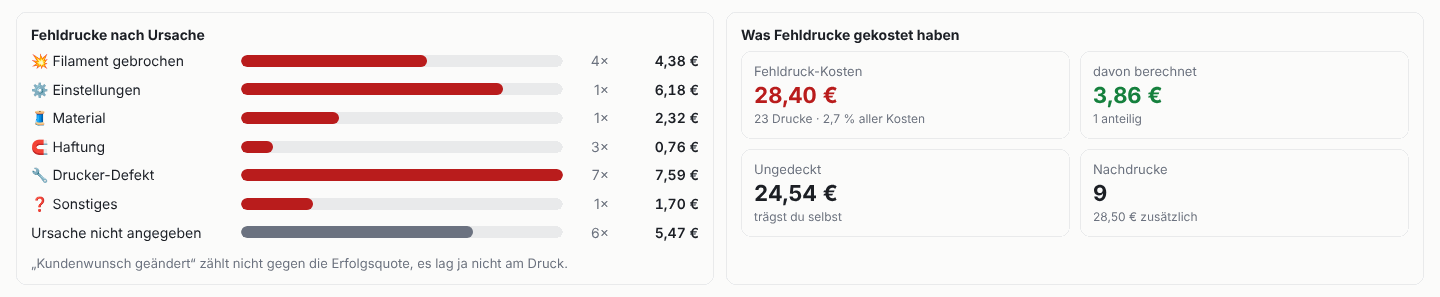 Fehldrucke nach Ursache
Filament gebrochen 4× 4,38 €
Einstellungen 1× 6,18 €
Material 1× 2,32 €
Haftung 3× 0,76 €
Drucker-Defekt 7× 7,59 €
❓ Sonstiges 1× 1,70 €
Ursache nicht angegeben 6× 5,47 €
„Kundenwunsch geändert“ zählt nicht gegen die Erfolgsquote, es lag ja nicht am Druck.
Was Fehldrucke gekostet haben
Fehldruck-Kosten
28,40 €
23 Drucke · 2,7 % aller Kosten
davon berechnet
3,86 €
1 anteilig
Ungedeckt
24,54 €
trägst du selbst
Nachdrucke
9
28,50 € zusätzlich